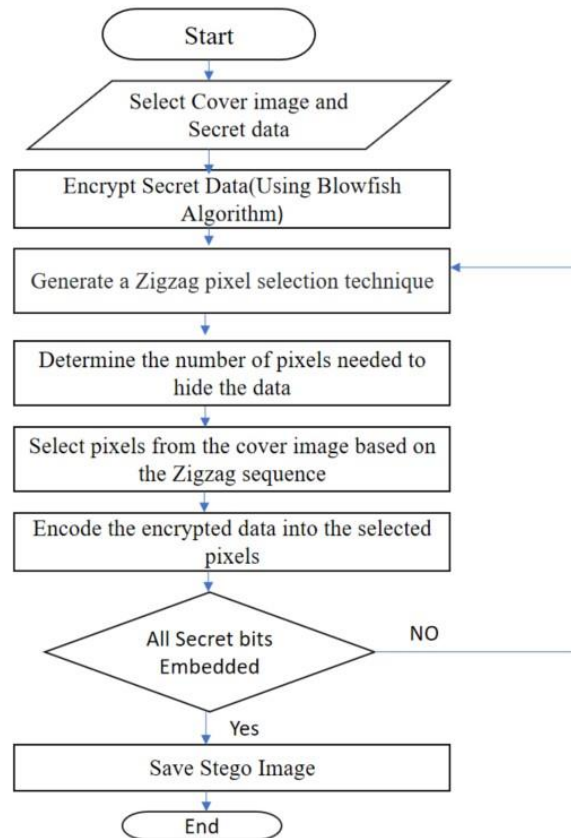 Start
Select Cover image and
Secret data
Encrypt Secret Data(Using Blowfish
Algorithm)
Generate a Zigzag pixel selection technique
Determine the number of pixels needed to
hide the data
Select pixels from the cover image based on
the Zigzag sequence
Encode the encrypted data into the selected
pixels
All Secret bits
Embedded
NO
Yes
Save Stego Image
End